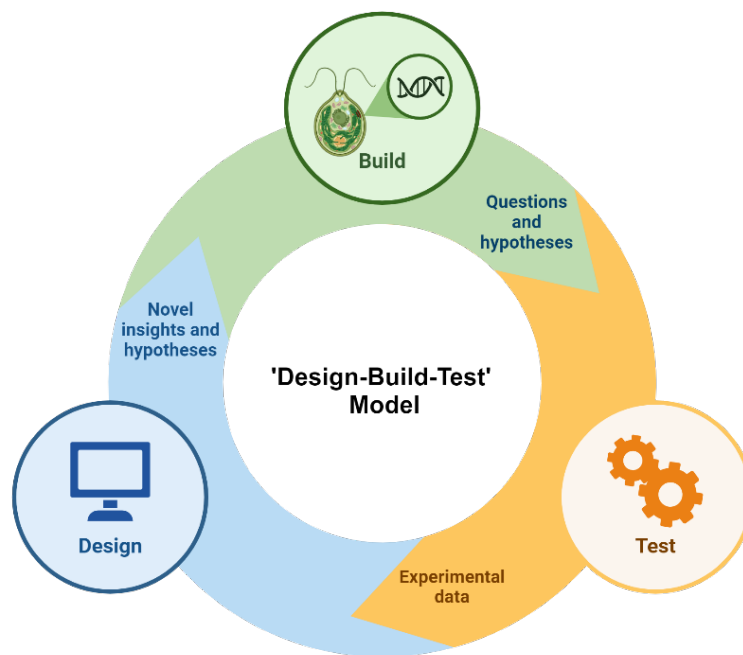 Build
Questions
and
hypotheses
Novel
insights and
hypotheses
'Design-Build-Test'
Model
Design
Test
Experimental
data